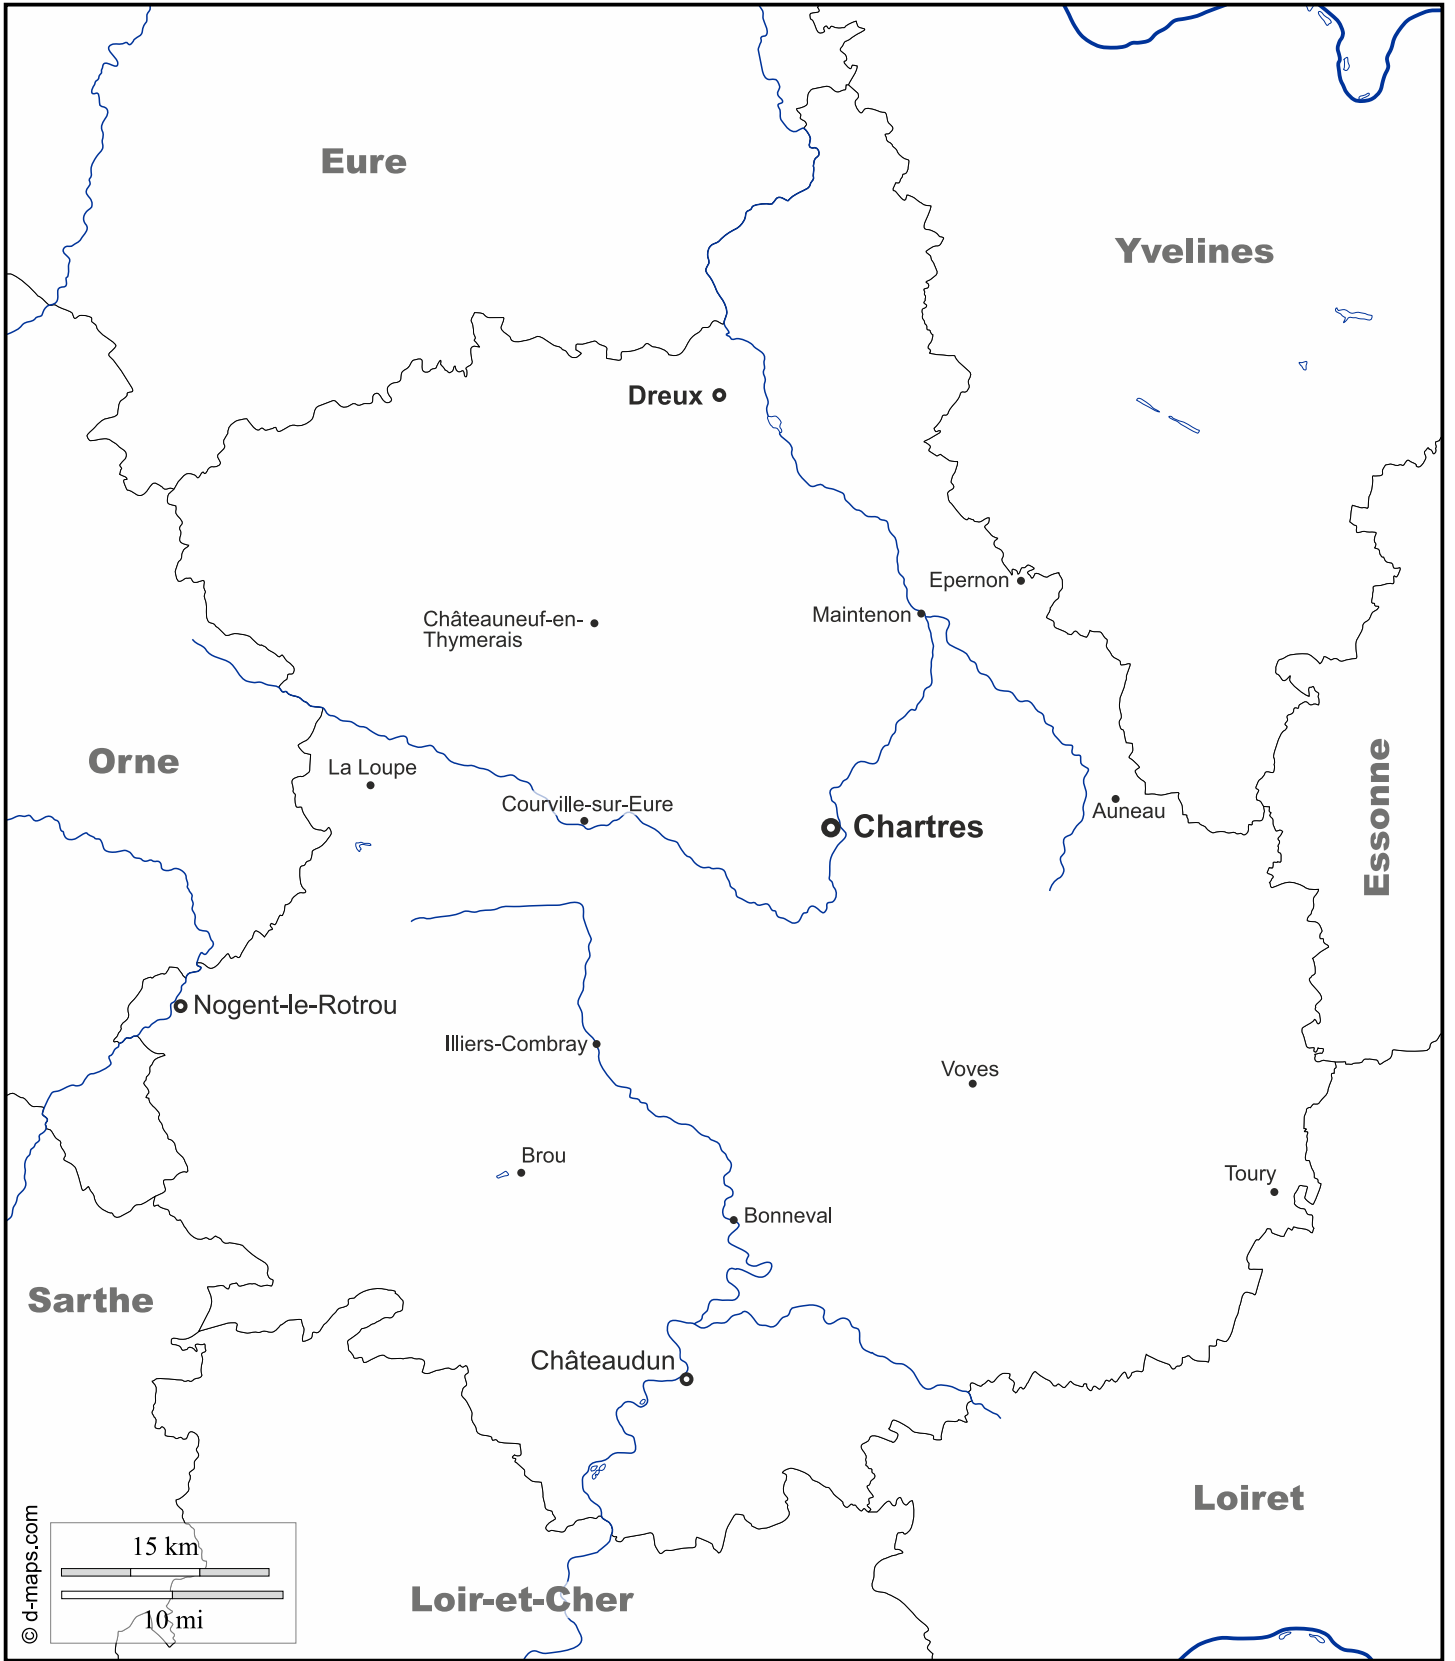 Eure
Yvelines
Dreux
Epernon
Maintenon
Châteauneuf-en-
Thymerais
Orne
La Loupe
Courville-sur-Eure
Chartres
Auneau
Essonne
Nogent-le-Rotrou
Illiers-Combray
Voves
Brou
Toury
Bonneval
Sarthe
Châteaudun
Loiret
Loir-et-Cher
15 km
10 mi
© d-maps.com